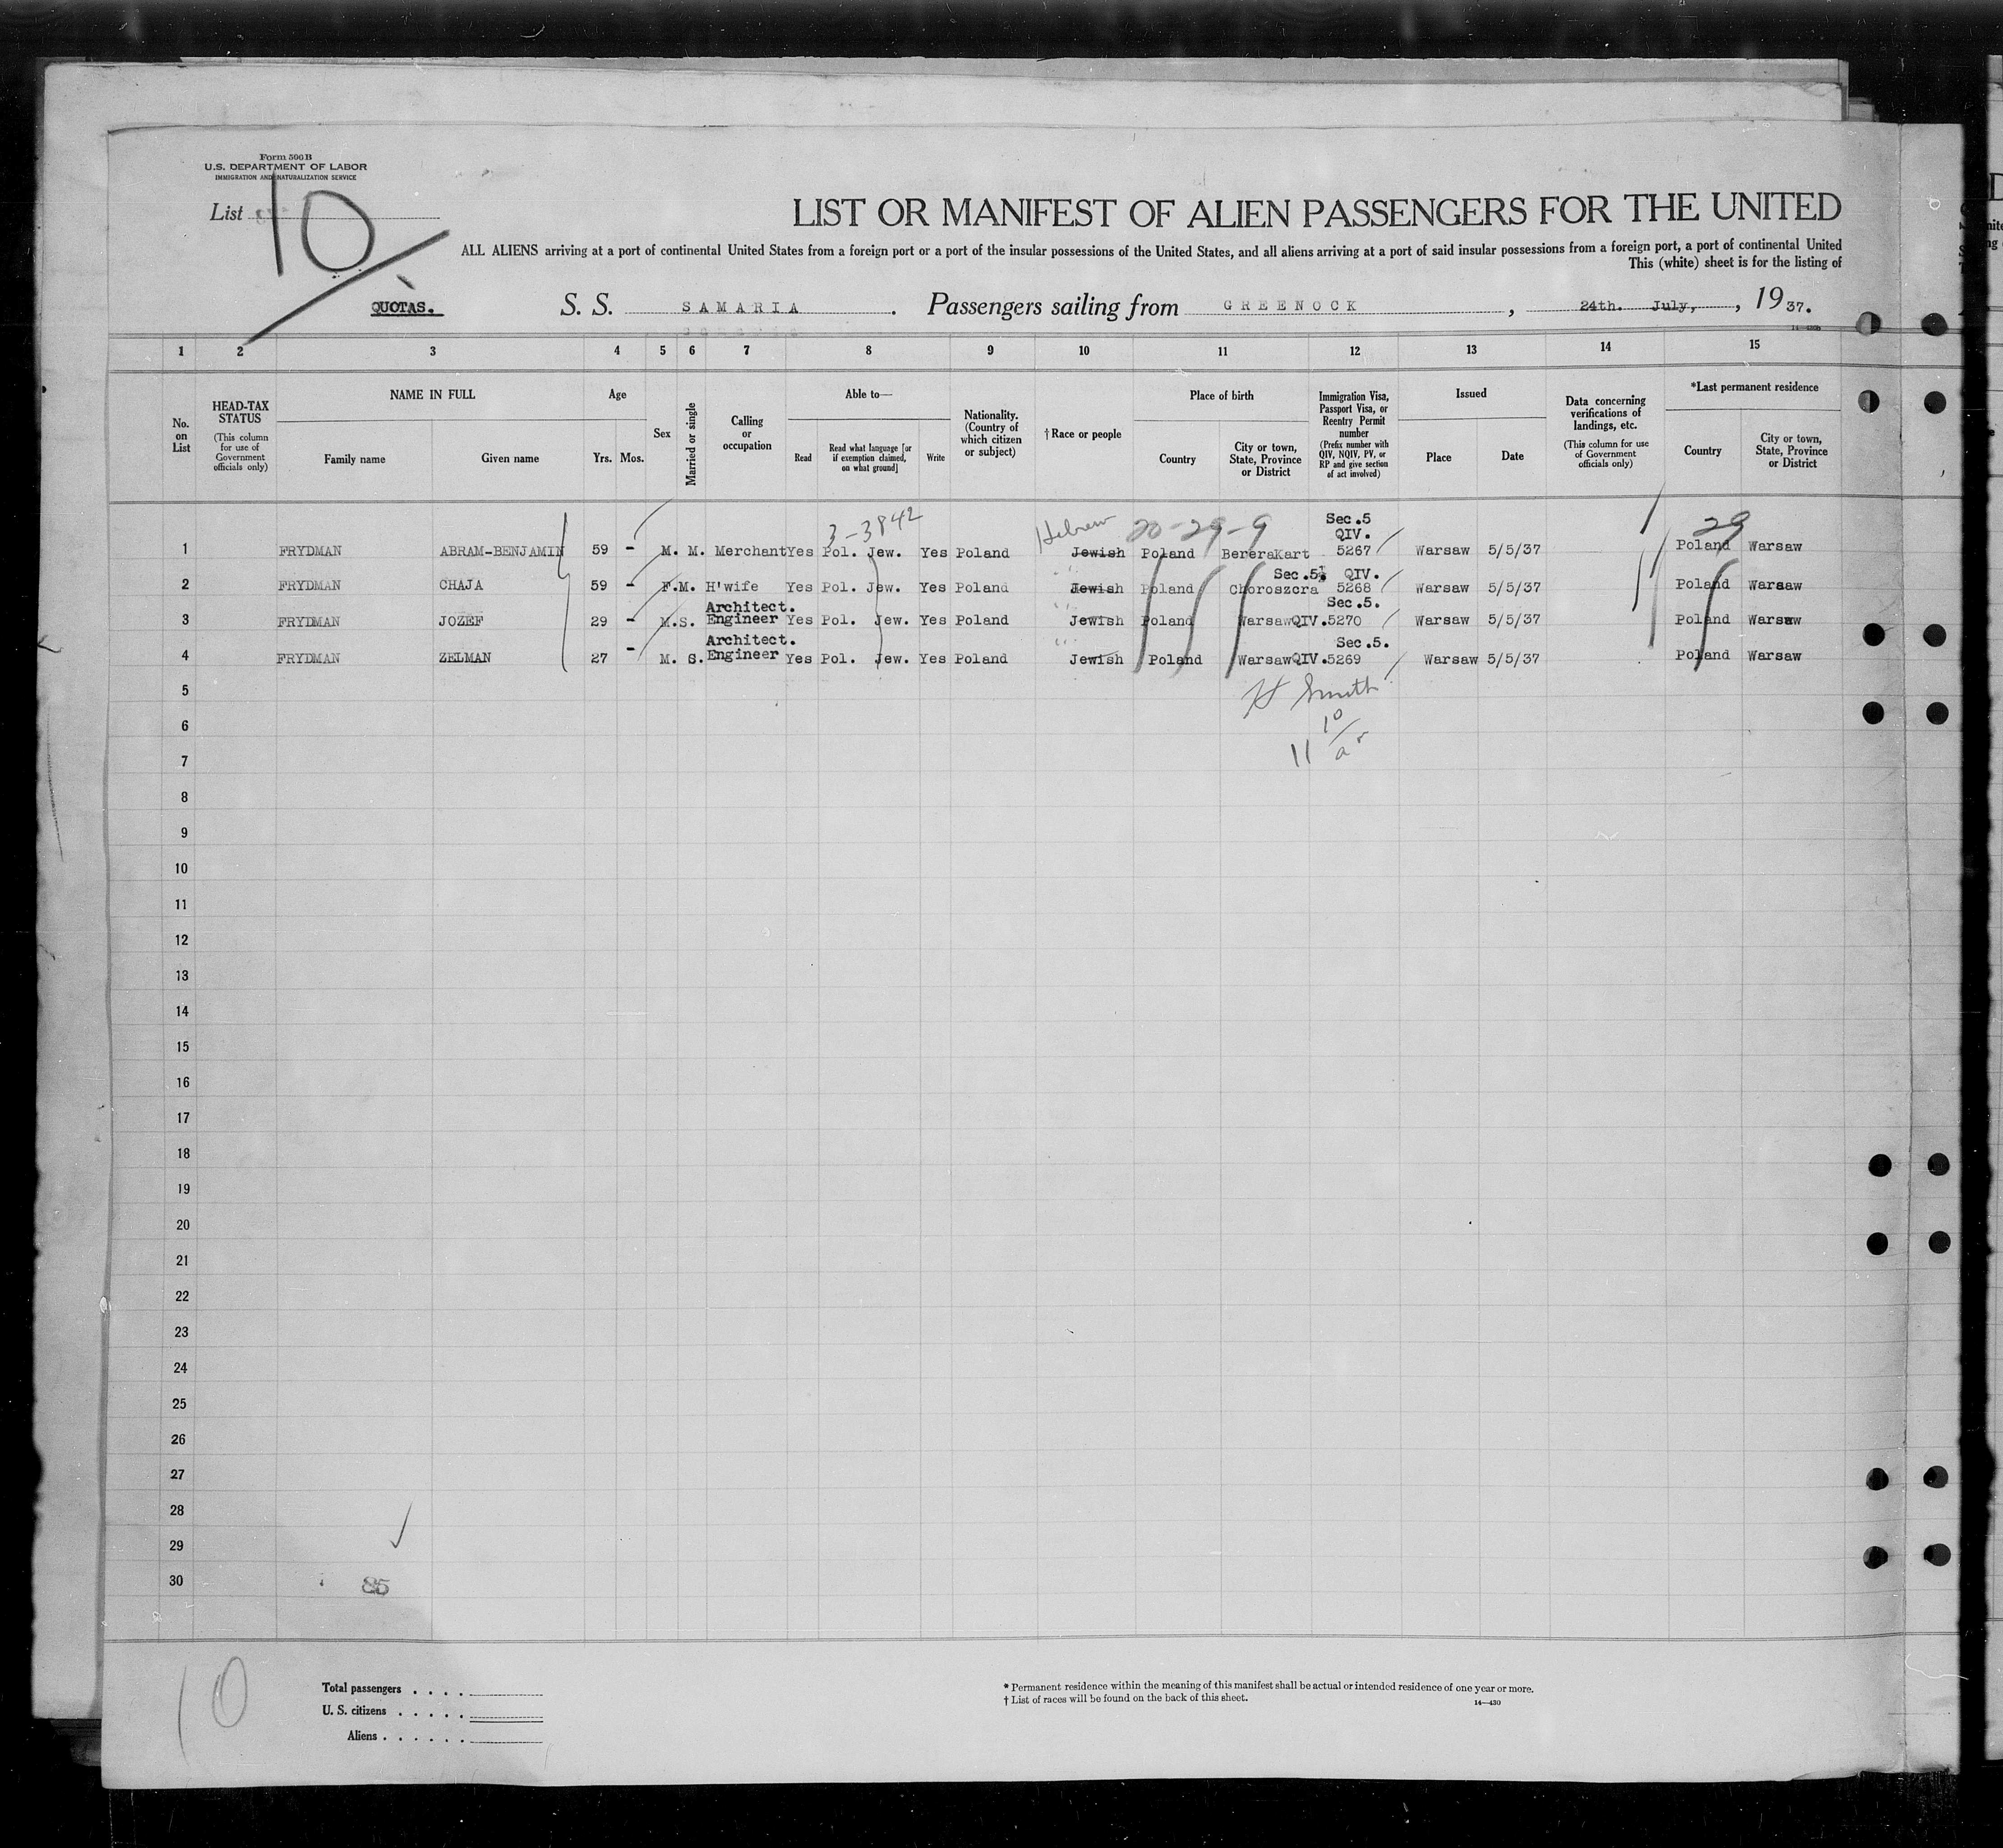 Form 500B
U.S. DEPARTMENT OF LABOR
IMMIGRATION AND NATURALIZATION SERVICE
List 10
LIST OR MANIFEST OF ALIEN PASSENGERS FOR THE UNITED
ALL ALIENS arriving at a port of continental United States from a foreign port or a port of the insular possessions of the United States, and all aliens arriving at a port of said insular possessions from a foreign port, a port of continental United
This (white) sheet is for the listing of
QUOTAS. S. S. SAMARIA. Passengers sailing from GREENOCK, 24th. July, 1937.
1 2 3 4 5 6 7 8 9 10 11 12 13 14 15
No. on List
HEAD-TAX STATUS (This column for use of Government officials only)
NAME IN FULL Family name Given name
Age Yrs. Mos.
Sex
Married or single
Calling or occupation
Able to— Read Read what language [or if exemption claimed, on what ground] Write
Nationality. (Country of which citizen or subject)
† Race or people
Place of birth Country City or town, State, Province or District
Immigration Visa, Passport Visa, or Reentry Permit number (Prefix number with QIV, NQIV, PV, or RP and give section of act involved)
Issued Place Date
Data concerning verifications of landings, etc. (This column for use of Government officials only)
*Last permanent residence Country City or town, State, Province or District
3-3842 Hebrew 20-29-9 Sec.5 QIV. 29
1 FRYDMAN ABRAM-BENJAMIN 59 - M. M. Merchant Yes Pol. Jew. Yes Poland Jewish Poland BereraKart 5267 Warsaw 5/5/37 Poland Warsaw
Sec.5. QIV.
2 FRYDMAN CHAJA 59 - F. M. H'wife Yes Pol. Jew. Yes Poland Jewish Poland Choroszcza 5268 Warsaw 5/5/37 Poland Warsaw
Architect. Sec.5.
3 FRYDMAN JOZEF 29 - M. S. Engineer Yes Pol. Jew. Yes Poland Jewish Poland Warsaw QIV.5270 Warsaw 5/5/37 Poland Warsaw
Architect. Sec.5.
4 FRYDMAN ZELMAN 27 - M. S. Engineer Yes Pol. Jew. Yes Poland Jewish Poland Warsaw QIV.5269 Warsaw 5/5/37 Poland Warsaw
5
H Smith
6
10
7
11
8
9
10
11
12
13
14
15
16
17
18
19
20
21
22
23
24
25
26
27
28
29
30
85
10
Total passengers . . . .
U. S. citizens . . . . .
Aliens . . . . . .
* Permanent residence within the meaning of this manifest shall be actual or intended residence of one year or more.
† List of races will be found on the back of this sheet. 14—430